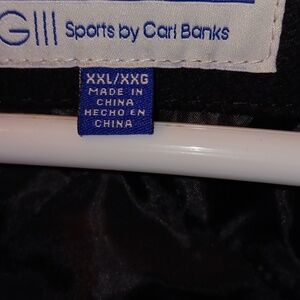 GIII Sports by Carl Banks
XXL/XXG
MADE IN
CHINA
HECHO EN
CHINA